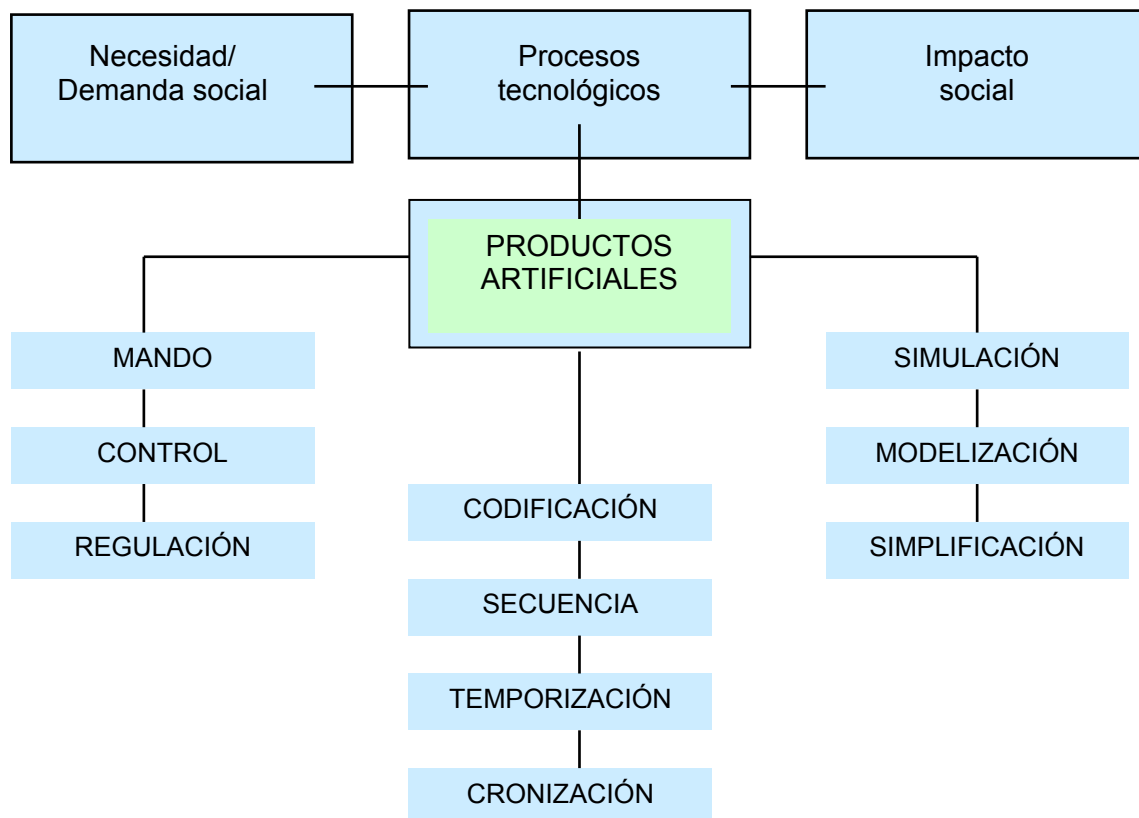 Necesidad/
Demanda social
Procesos
tecnológicos
Impacto
social
PRODUCTOS
ARTIFICIALES
MANDO
CONTROL
REGULACIÓN
CODIFICACIÓN
SECUENCIA
TEMPORIZACIÓN
CRONIZACIÓN
SIMULACIÓN
MODELIZACIÓN
SIMPLIFICACIÓN